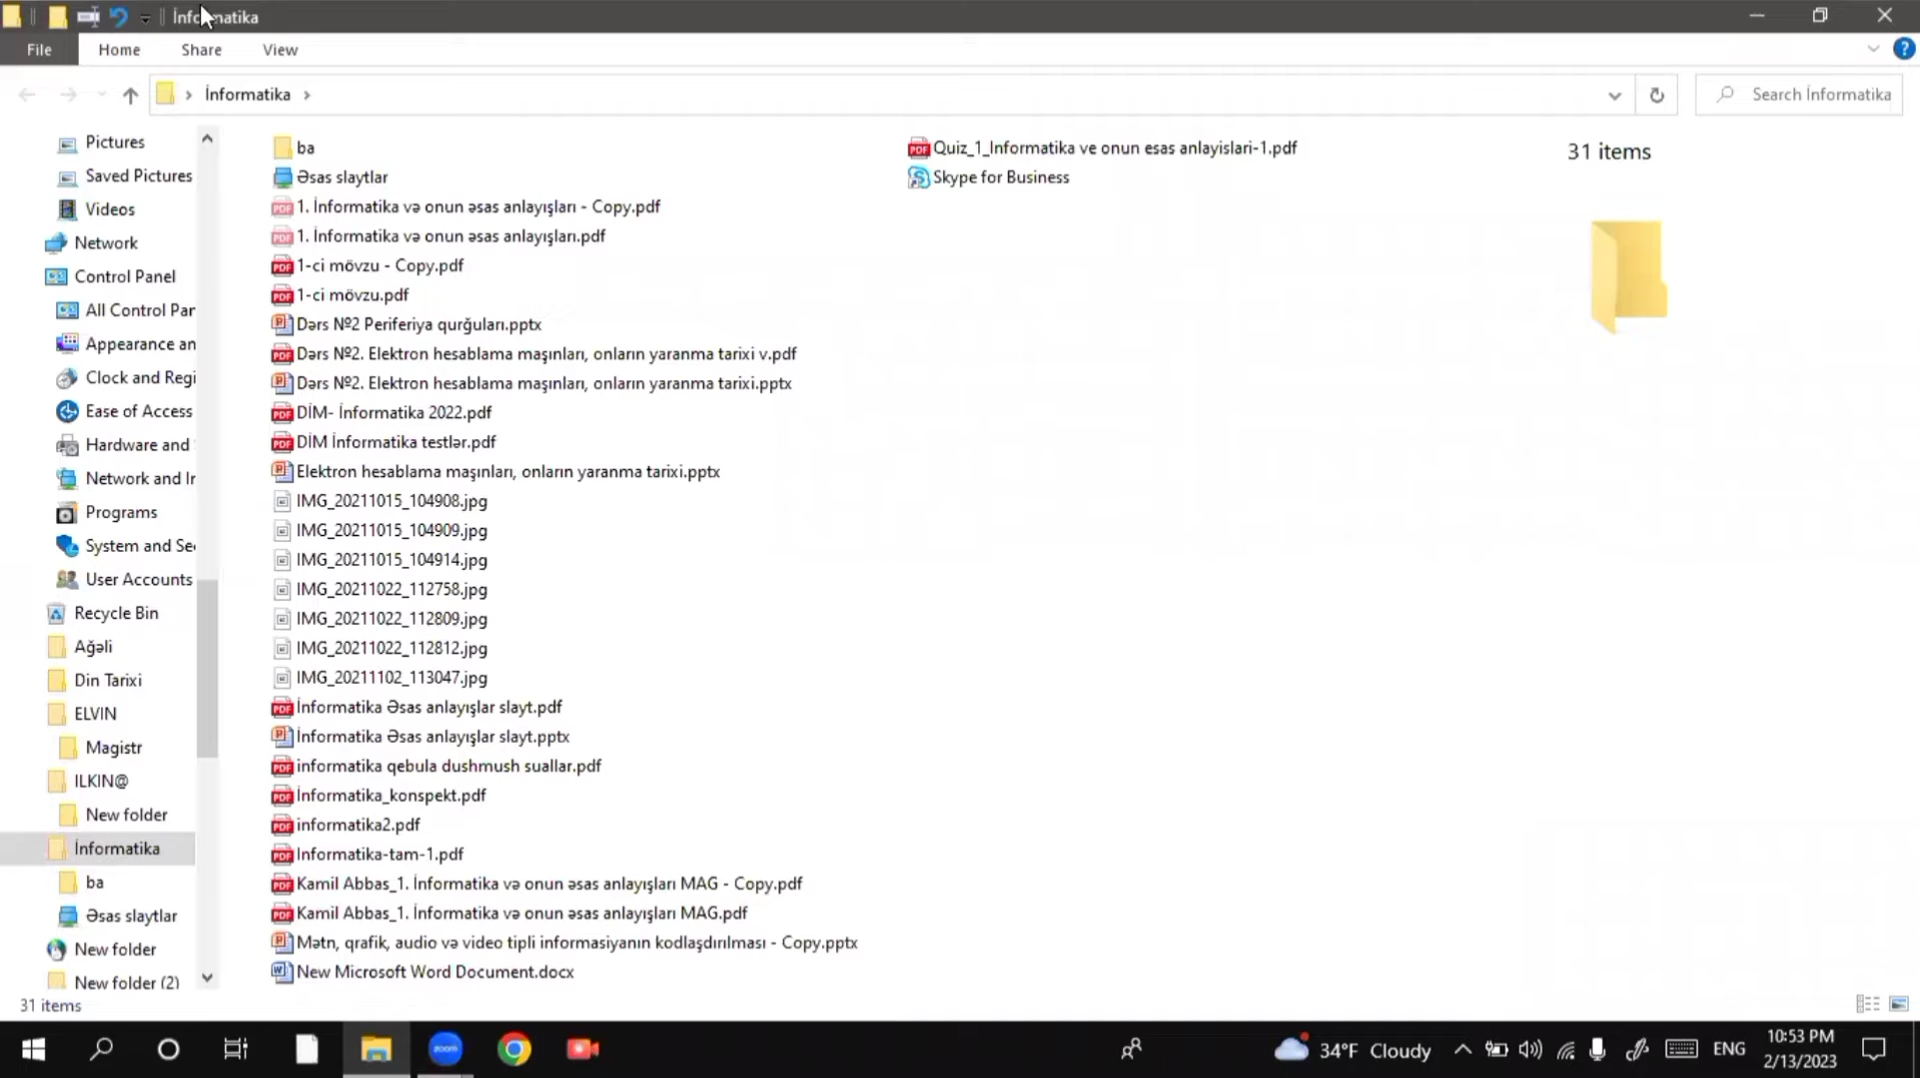 İnformatika
File
Home
Share
View
İnformatika
Search İnformatika
Pictures
Saved Pictures
Videos
Network
Control Panel
All Control Par
Appearance an
Clock and Regi
Ease of Access
Hardware and
Network and Ir
Programs
System and Se
User Accounts
Recycle Bin
Ağəli
Din Tarixi
ELVIN
Magistr
ILKIN@
New folder
İnformatika
ba
Əsas slaytlar
New folder
New folder (2)
ba
Əsas slaytlar
1. İnformatika və onun əsas anlayışları - Copy.pdf
1. İnformatika və onun əsas anlayışları.pdf
1-ci mövzu - Copy.pdf
1-ci mövzu.pdf
Dərs №2 Periferiya qurğuları.pptx
Dərs №2. Elektron hesablama maşınları, onların yaranma tarixi v.pdf
Dərs №2. Elektron hesablama maşınları, onların yaranma tarixi.pptx
DİM- İnformatika 2022.pdf
DİM İnformatika testlər.pdf
Elektron hesablama maşınları, onların yaranma tarixi.pptx
IMG_20211015_104908.jpg
IMG_20211015_104909.jpg
IMG_20211015_104914.jpg
IMG_20211022_112758.jpg
IMG_20211022_112809.jpg
IMG_20211022_112812.jpg
IMG_20211102_113047.jpg
İnformatika Əsas anlayışlar slayt.pdf
İnformatika Əsas anlayışlar slayt.pptx
informatika qebula dushmush suallar.pdf
İnformatika_konspekt.pdf
informatika2.pdf
Informatika-tam-1.pdf
Kamil Abbas_1. İnformatika və onun əsas anlayışları MAG - Copy.pdf
Kamil Abbas_1. İnformatika və onun əsas anlayışları MAG.pdf
Mətn, qrafik, audio və video tipli informasiyanın kodlaşdırılması - Copy.pptx
New Microsoft Word Document.docx
Quiz_1_Informatika ve onun esas anlayislari-1.pdf
Skype for Business
31 items
31 items
zoom
34°F Cloudy
ENG
10:53 PM
2/13/2023